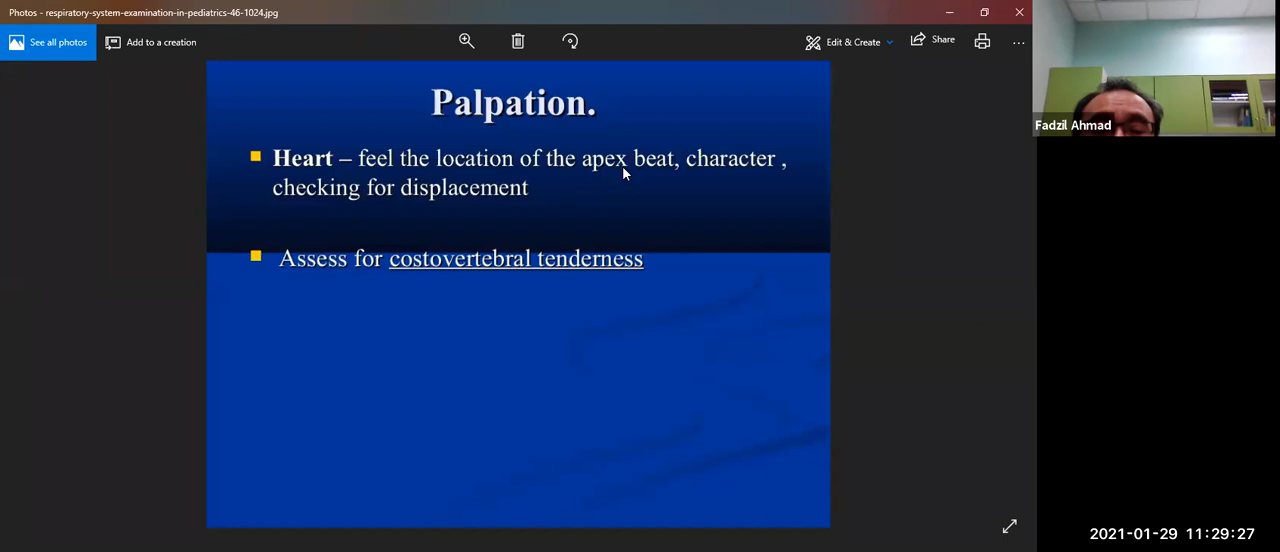 Photos - respiratory-system-examination-in-pediatrics-46-1024.jpg
See all photos
Add to a creation
Edit & Create
Share
Palpation.
Heart – feel the location of the apex beat, character ,
checking for displacement
Assess for costovertebral tenderness
Fadzil Ahmad
2021-01-29 11:29:27